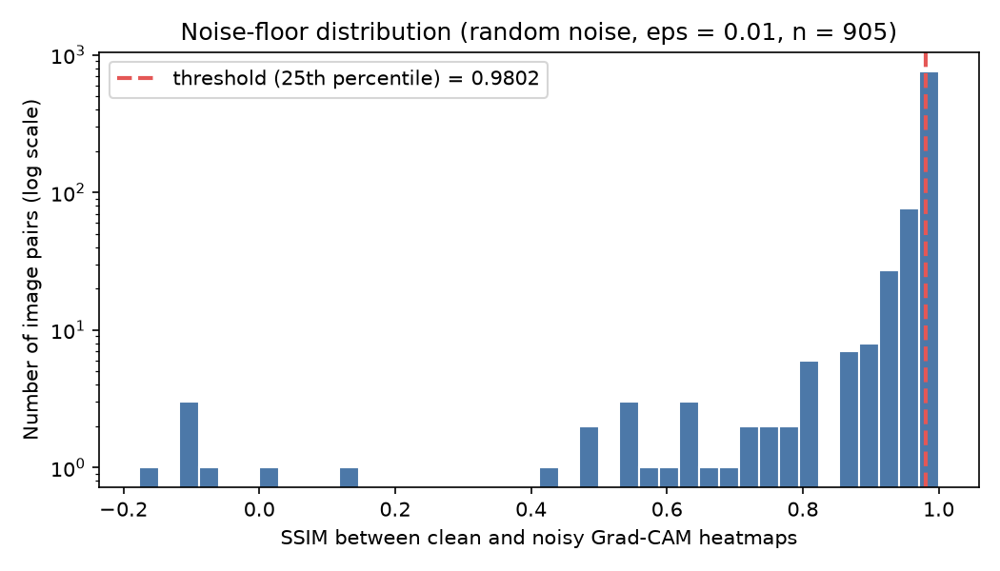 Noise-floor distribution (random noise, eps = 0.01, n = 905)
threshold (25th percentile) = 0.9802
Number of image pairs (log scale)
10³
10²
10¹
10⁰
−0.2 0.0 0.2 0.4 0.6 0.8 1.0
SSIM between clean and noisy Grad-CAM heatmaps